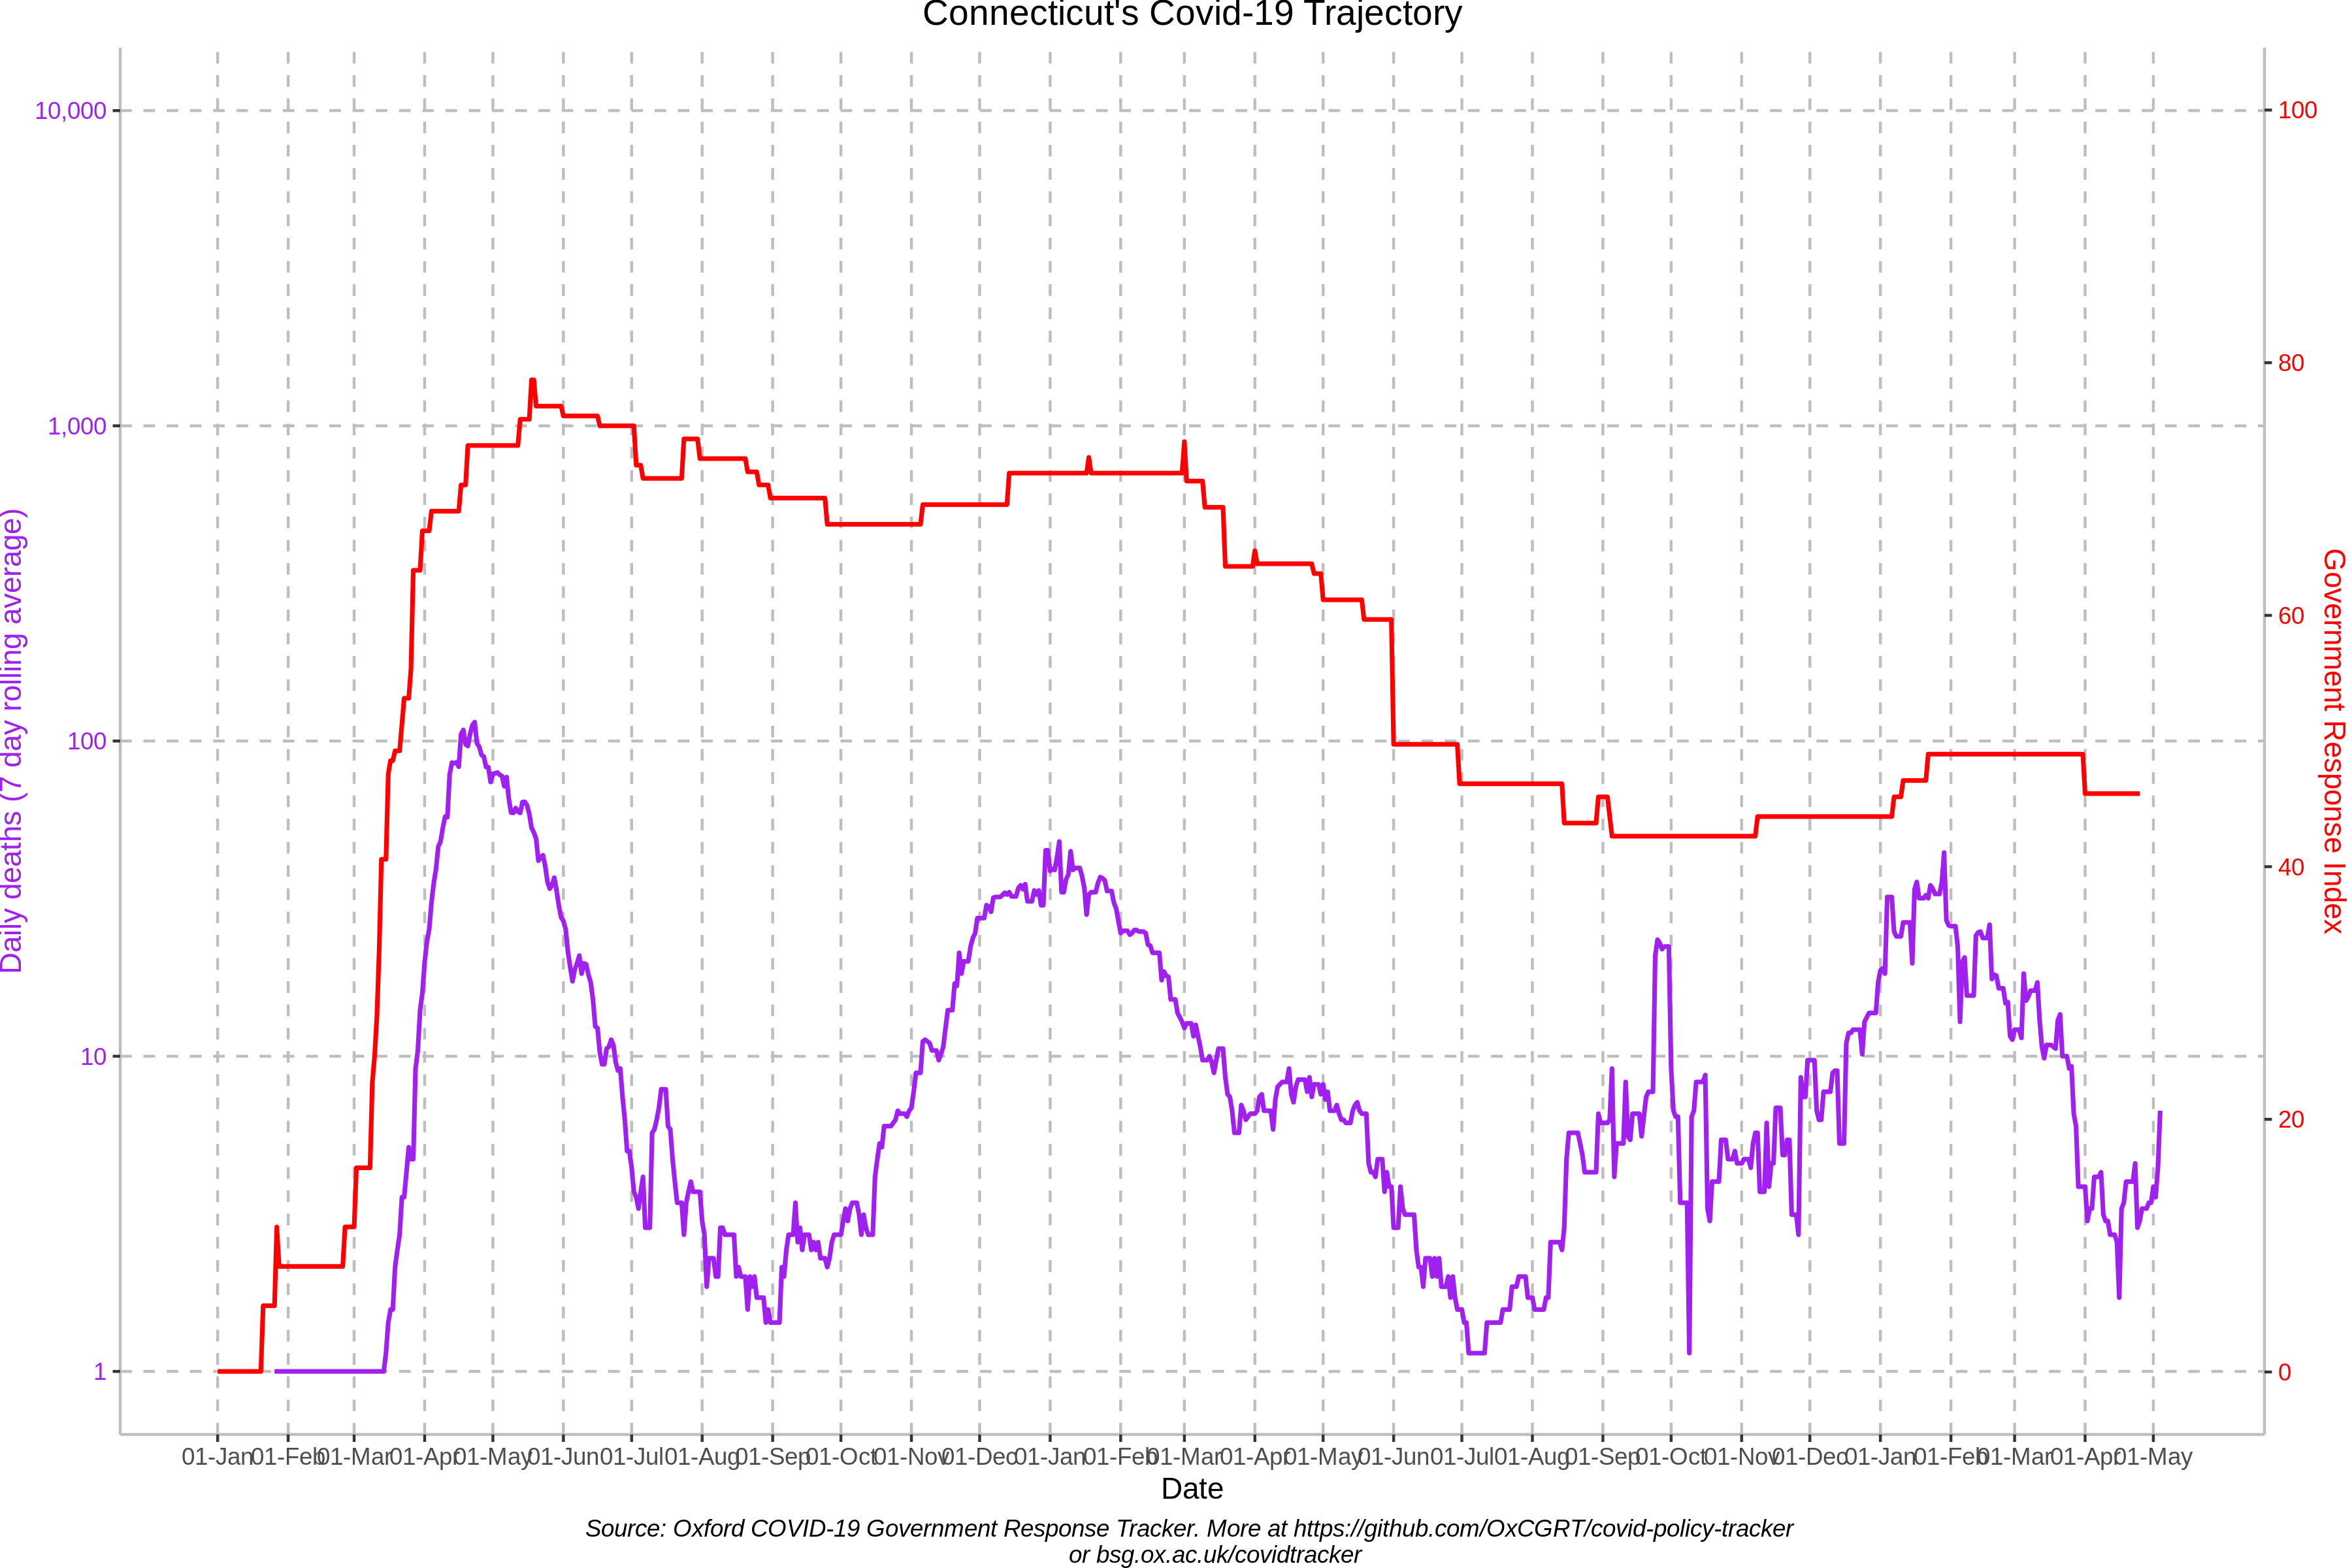 Connecticut's Covid-19 Trajectory
10,000
1,000
100
10
1
Daily deaths (7 day rolling average)
100
80
60
40
20
0
Government Response Index
01-Jan 01-Feb 01-Mar 01-Apr 01-May 01-Jun 01-Jul 01-Aug 01-Sep 01-Oct 01-Nov 01-Dec 01-Jan 01-Feb 01-Mar 01-Apr 01-May 01-Jun 01-Jul 01-Aug 01-Sep 01-Oct 01-Nov 01-Dec 01-Jan 01-Feb 01-Mar 01-Apr 01-May
Date
Source: Oxford COVID-19 Government Response Tracker. More at https://github.com/OxCGRT/covid-policy-tracker
or bsg.ox.ac.uk/covidtracker